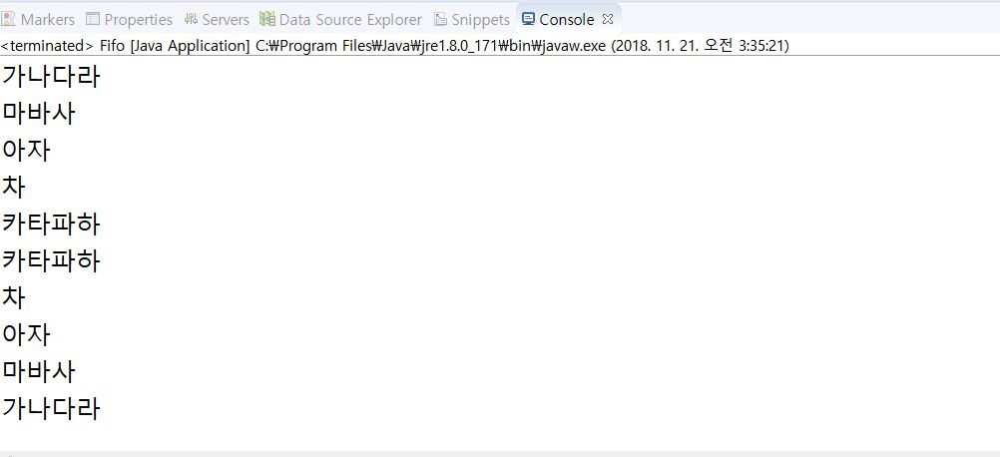 Markers Properties Servers Data Source Explorer Snippets Console
<terminated> Fifo [Java Application] C:₩Program Files₩Java₩jre1.8.0_171₩bin₩javaw.exe (2018. 11. 21. 오전 3:35:21)
가나다라
마바사
아자
차
카타파하
카타파하
차
아자
마바사
가나다라